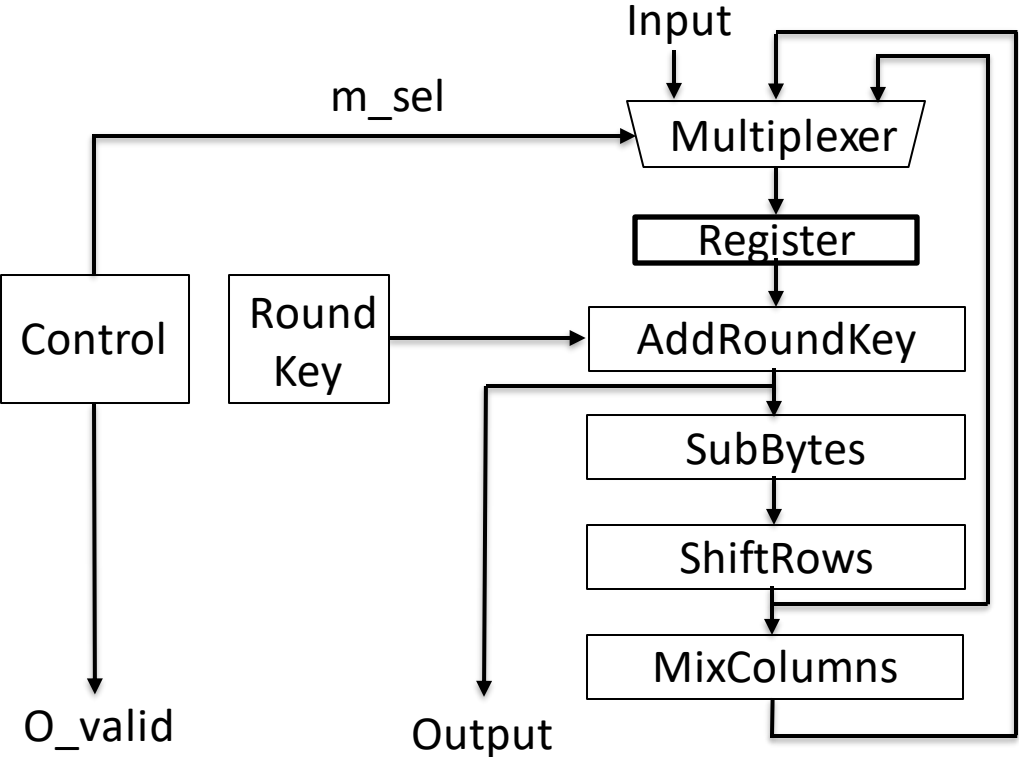 Input
m_sel
Multiplexer
Register
Control
Round
Key
AddRoundKey
SubBytes
ShiftRows
MixColumns
O_valid
Output